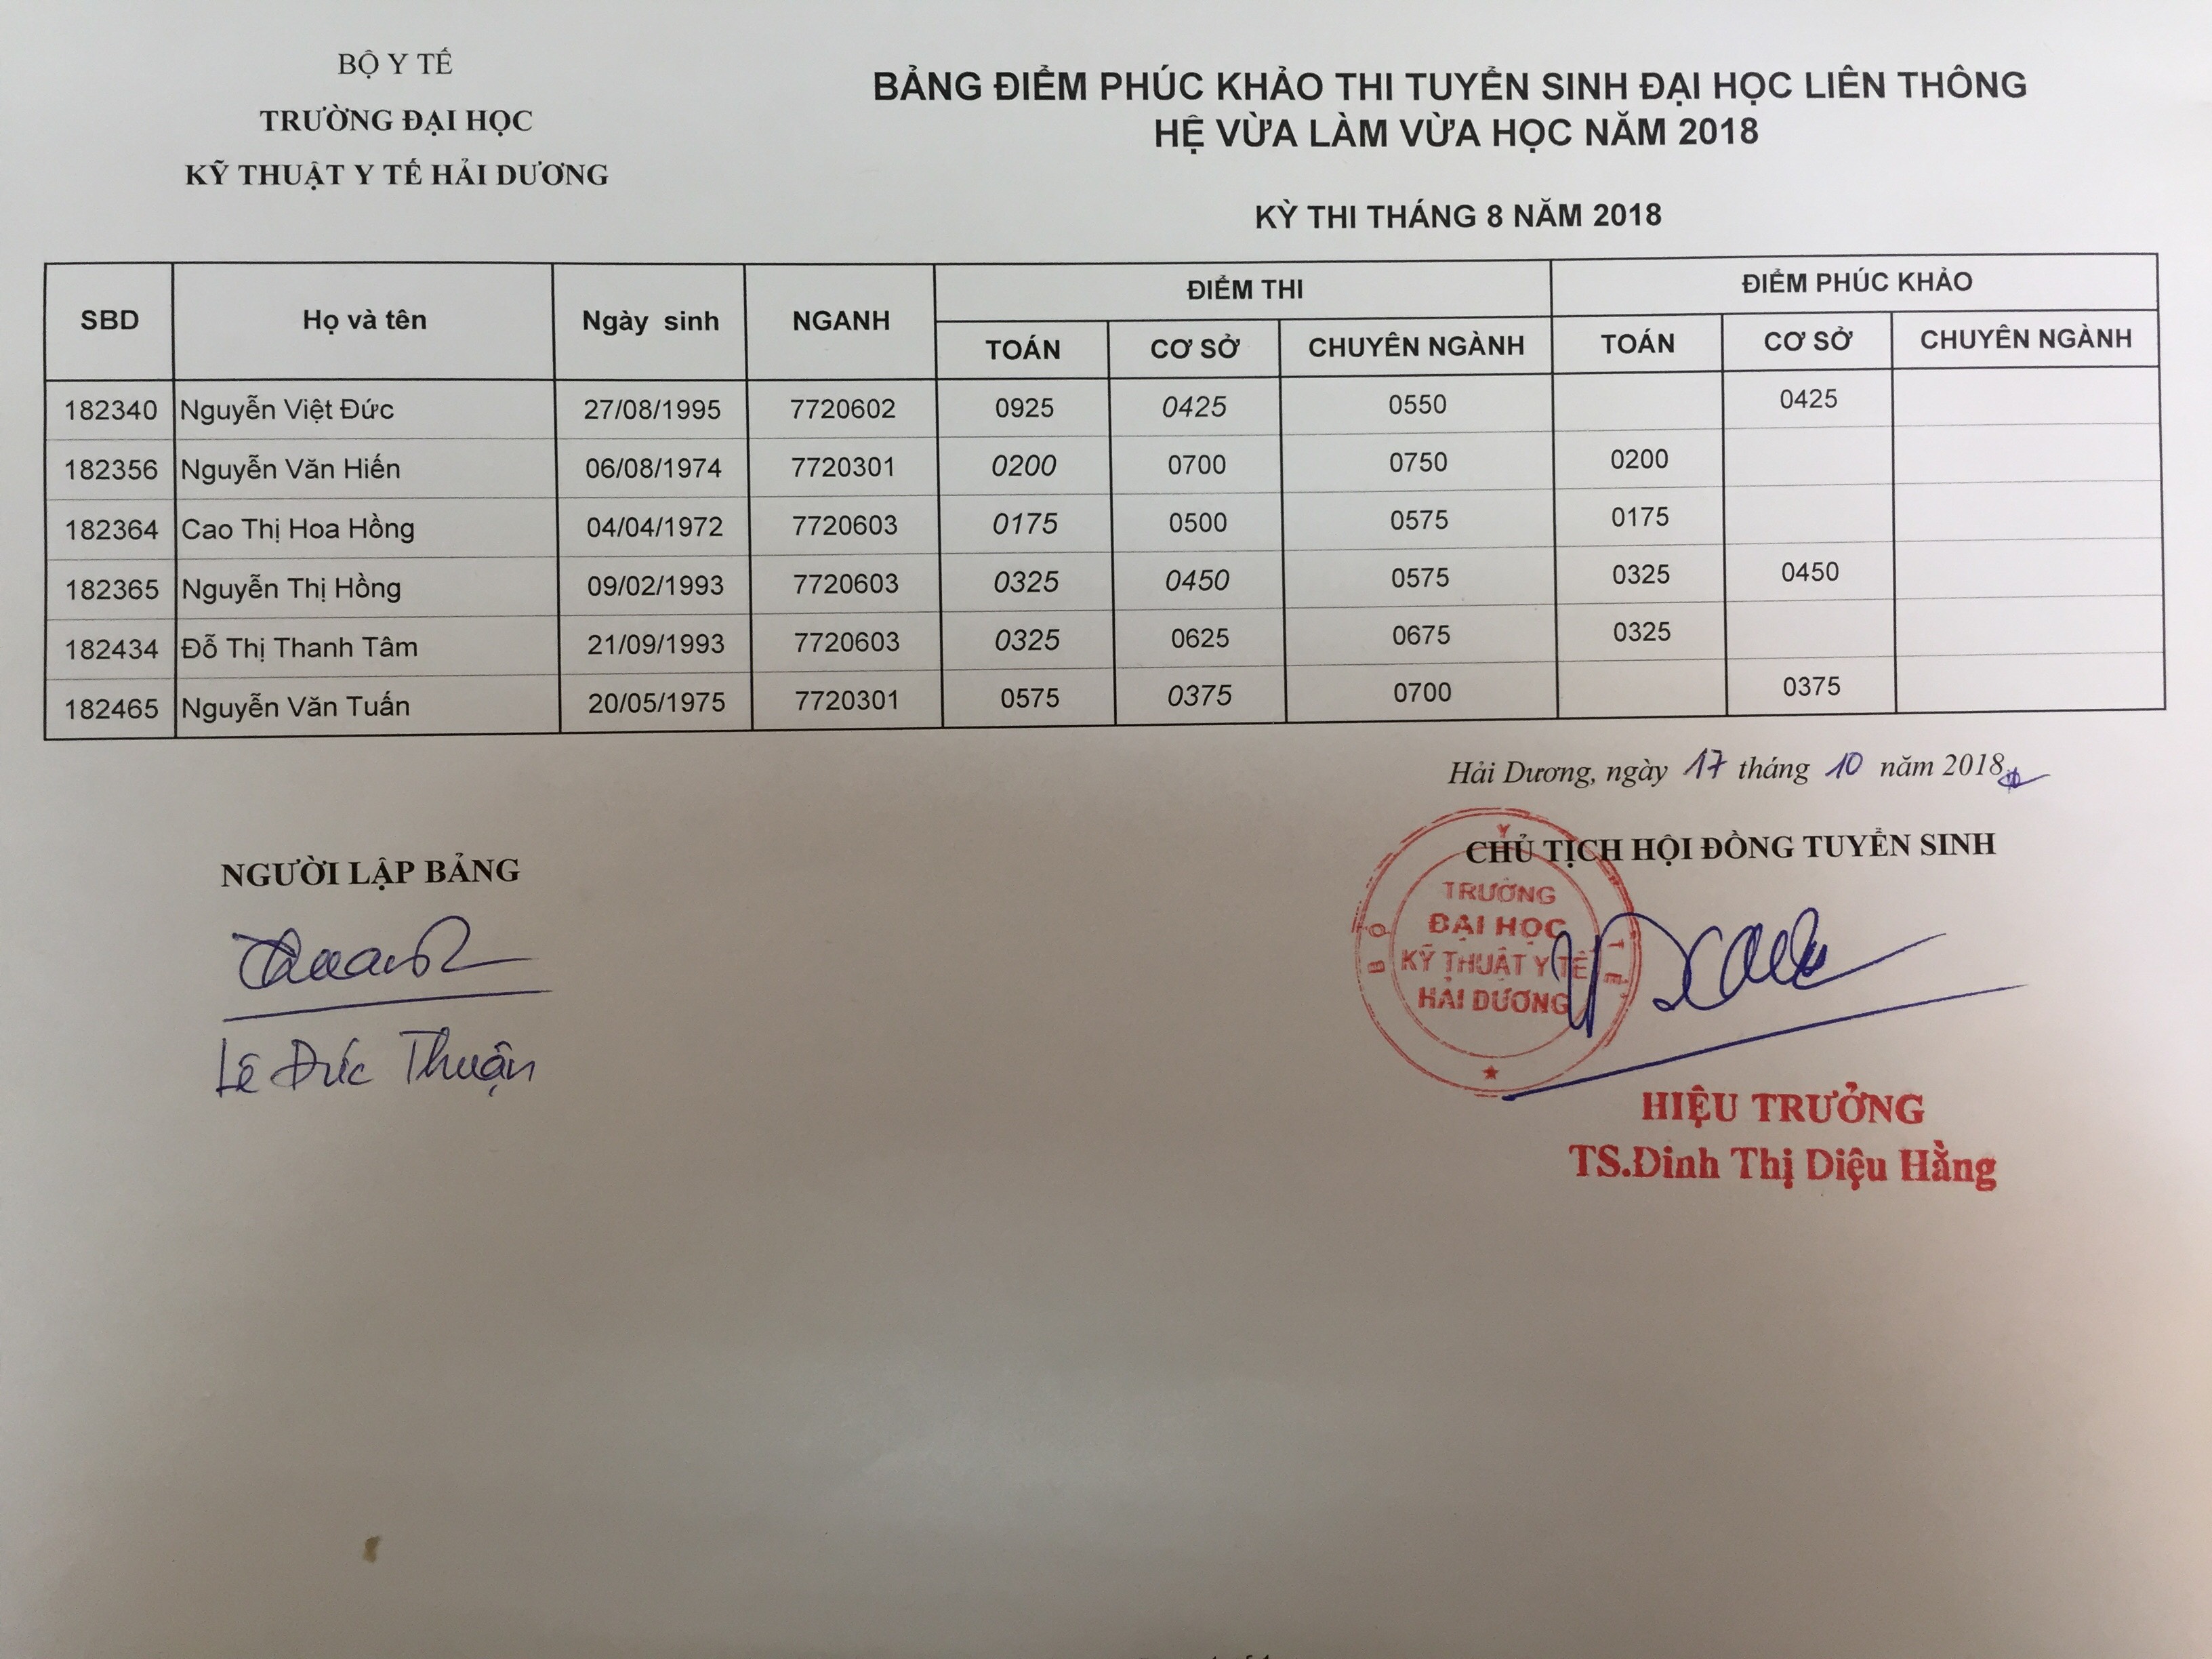 BỘ Y TẾ
TRƯỜNG ĐẠI HỌC
KỸ THUẬT Y TẾ HẢI DƯƠNG
BẢNG ĐIỂM PHÚC KHẢO THI TUYỂN SINH ĐẠI HỌC LIÊN THÔNG
HỆ VỪA LÀM VỪA HỌC NĂM 2018
KỲ THI THÁNG 8 NĂM 2018
SBD Họ và tên Ngày sinh NGANH ĐIỂM THI ĐIỂM PHÚC KHẢO
TOÁN CƠ SỞ CHUYÊN NGÀNH TOÁN CƠ SỞ CHUYÊN NGÀNH
182340 Nguyễn Việt Đức 27/08/1995 7720602 0925 0425 0550 0425
182356 Nguyễn Văn Hiến 06/08/1974 7720301 0200 0700 0750 0200
182364 Cao Thị Hoa Hồng 04/04/1972 7720603 0175 0500 0575 0175
182365 Nguyễn Thị Hồng 09/02/1993 7720603 0325 0450 0575 0325 0450
182434 Đỗ Thị Thanh Tâm 21/09/1993 7720603 0325 0625 0675 0325
182465 Nguyễn Văn Tuấn 20/05/1975 7720301 0575 0375 0700 0375
Hải Dương, ngày 17 tháng 10 năm 2018
NGƯỜI LẬP BẢNG
Lê Đức Thuận
CHỦ TỊCH HỘI ĐỒNG TUYỂN SINH
BỘ Y TẾ
TRƯỜNG
ĐẠI HỌC
KỸ THUẬT Y TẾ
HẢI DƯƠNG
HIỆU TRƯỞNG
TS.Đinh Thị Diệu Hằng